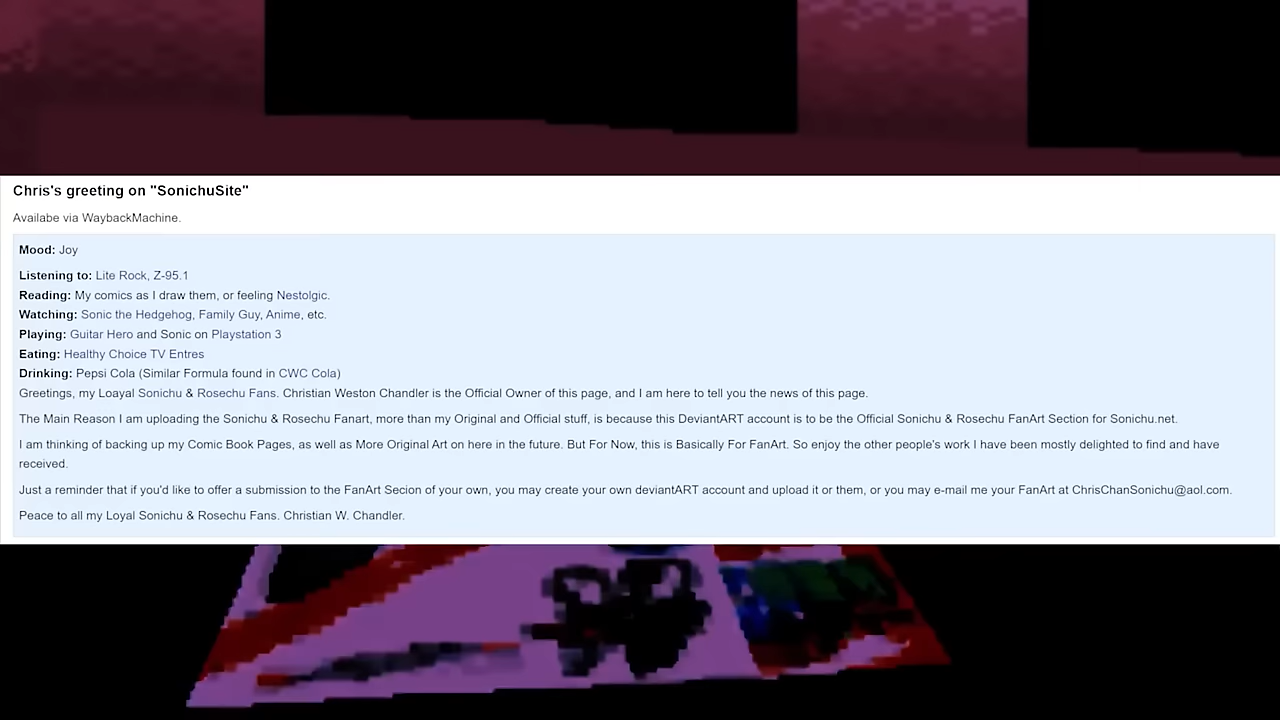 Chris's greeting on "SonichuSite"
Availabe via WaybackMachine.
Mood: Joy
Listening to: Lite Rock, Z-95.1
Reading: My comics as I draw them, or feeling Nestolgic.
Watching: Sonic the Hedgehog, Family Guy, Anime, etc.
Playing: Guitar Hero and Sonic on Playstation 3
Eating: Healthy Choice TV Entres
Drinking: Pepsi Cola (Similar Formula found in CWC Cola)
Greetings, my Loayal Sonichu & Rosechu Fans. Christian Weston Chandler is the Official Owner of this page, and I am here to tell you the news of this page.
The Main Reason I am uploading the Sonichu & Rosechu Fanart, more than my Original and Official stuff, is because this DeviantART account is to be the Official Sonichu & Rosechu FanArt Section for Sonichu.net.
I am thinking of backing up my Comic Book Pages, as well as More Original Art on here in the future. But For Now, this is Basically For FanArt. So enjoy the other people's work I have been mostly delighted to find and have
received.
Just a reminder that if you'd like to offer a submission to the FanArt Secion of your own, you may create your own deviantART account and upload it or them, or you may e-mail me your FanArt at ChrisChanSonichu@aol.com.
Peace to all my Loyal Sonichu & Rosechu Fans. Christian W. Chandler.